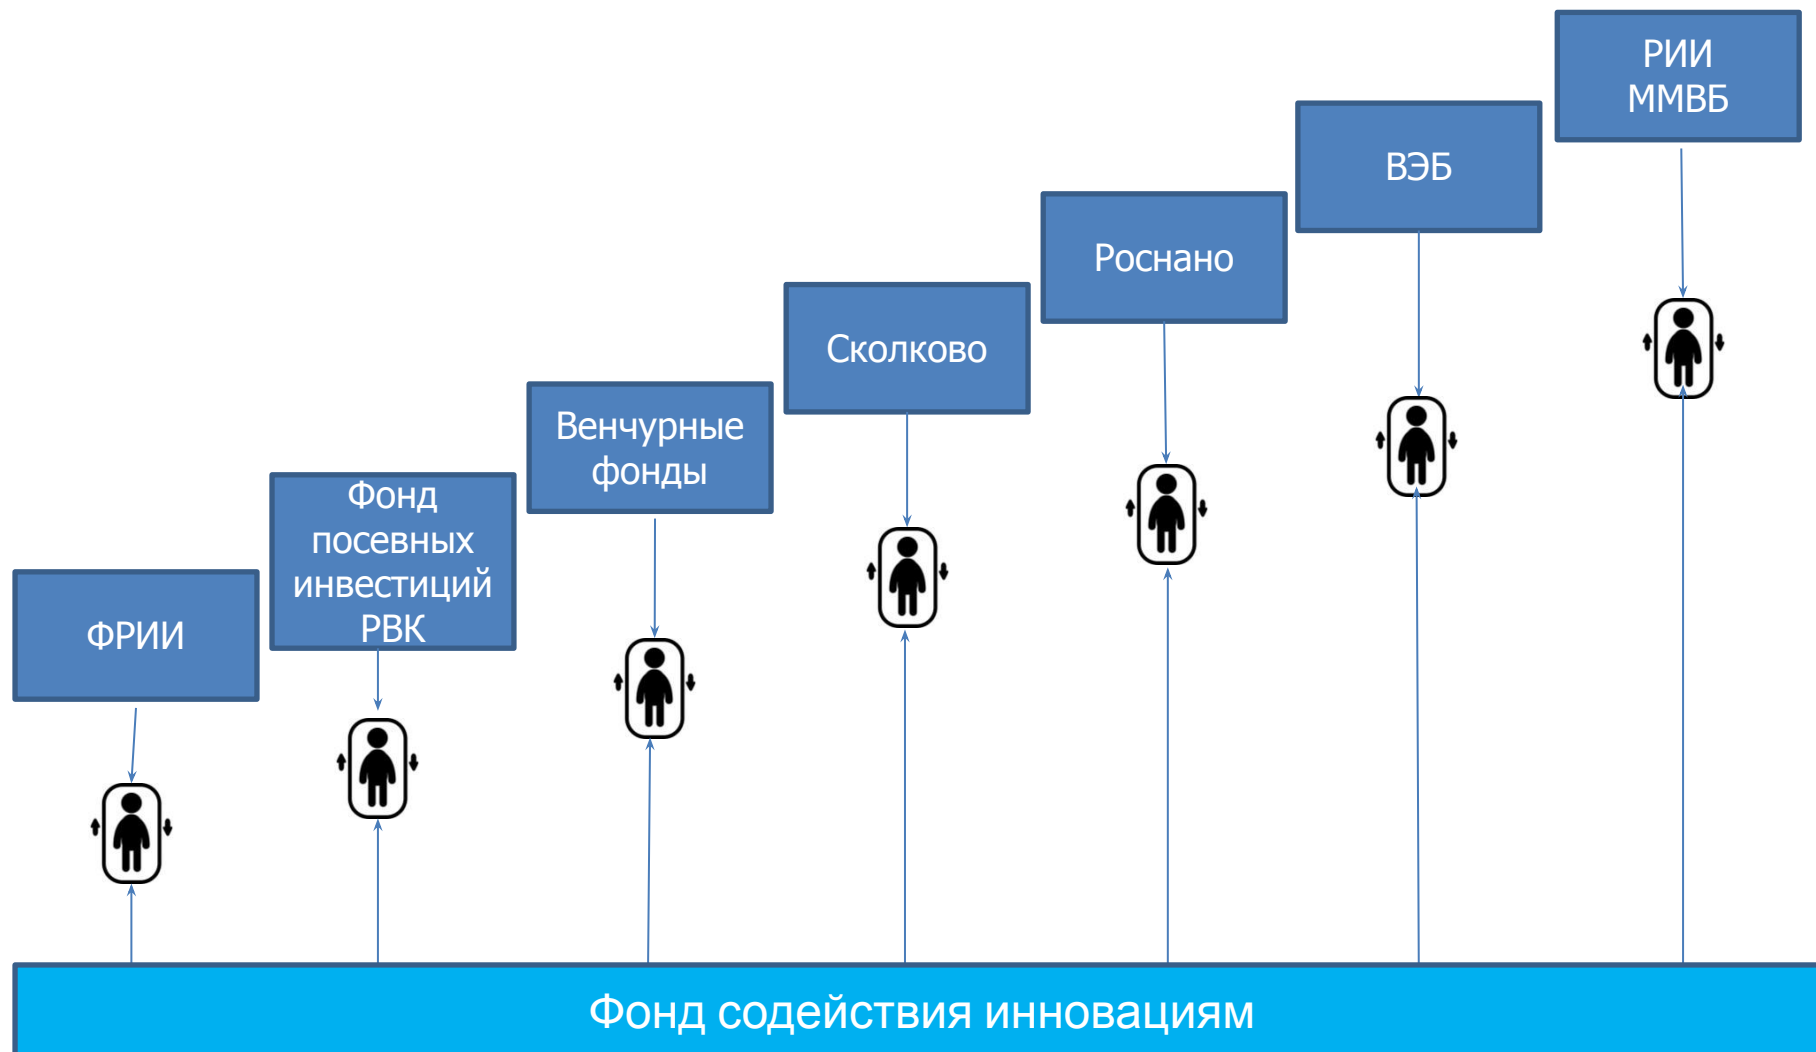 ФРИИ
Фонд
посевных
инвестиций
РВК
Венчурные
фонды
Сколково
Роснано
ВЭБ
РИИ
ММВБ
Фонд содействия инновациям